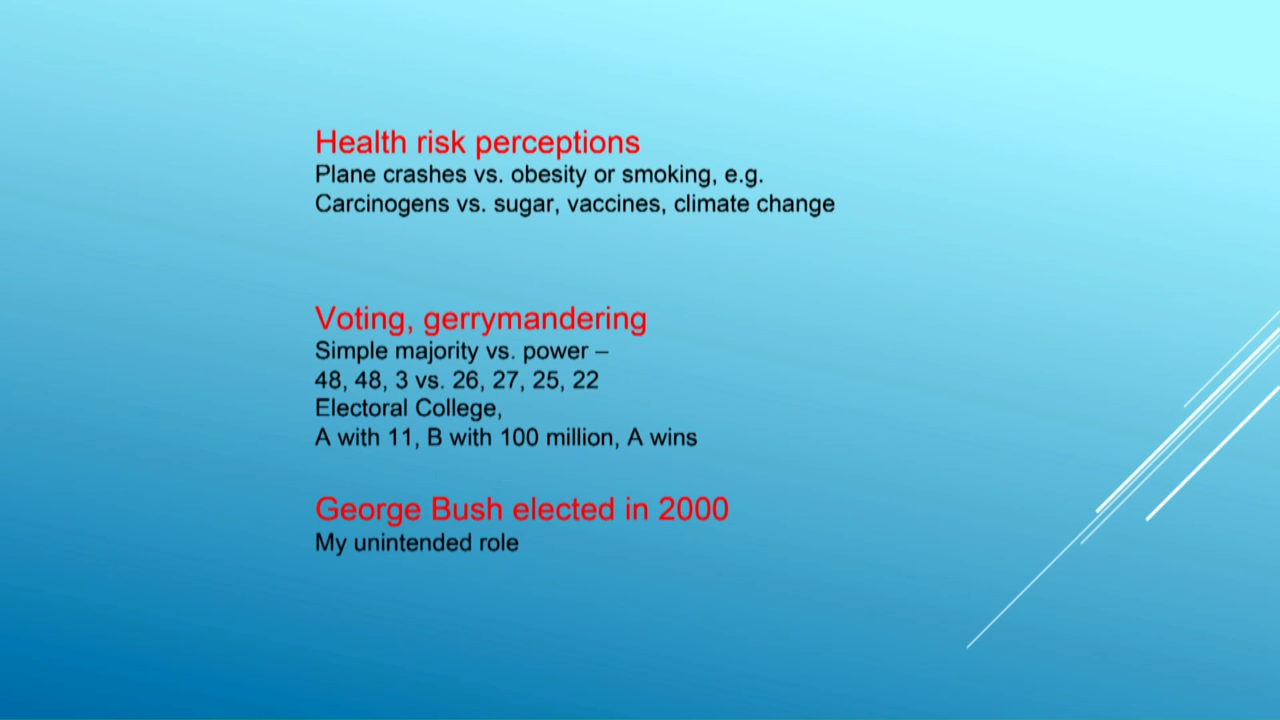 Health risk perceptions
Plane crashes vs. obesity or smoking, e.g.
Carcinogens vs. sugar, vaccines, climate change
Voting, gerrymandering
Simple majority vs. power –
48, 48, 3 vs. 26, 27, 25, 22
Electoral College,
A with 11, B with 100 million, A wins
George Bush elected in 2000
My unintended role